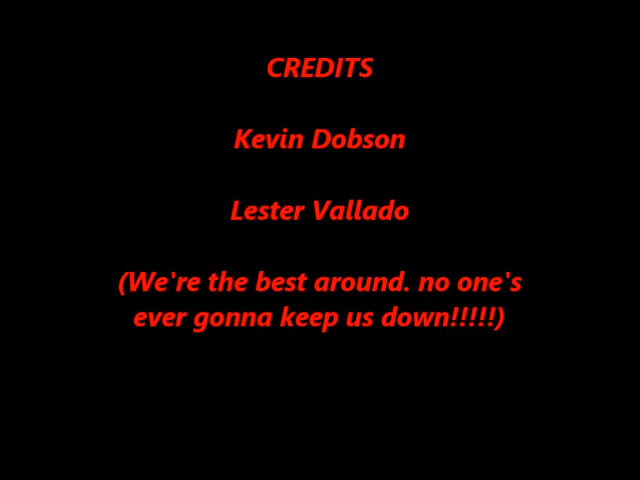 CREDITS
Kevin Dobson
Lester Vallado
(We're the best around. no one's
ever gonna keep us down!!!!!)